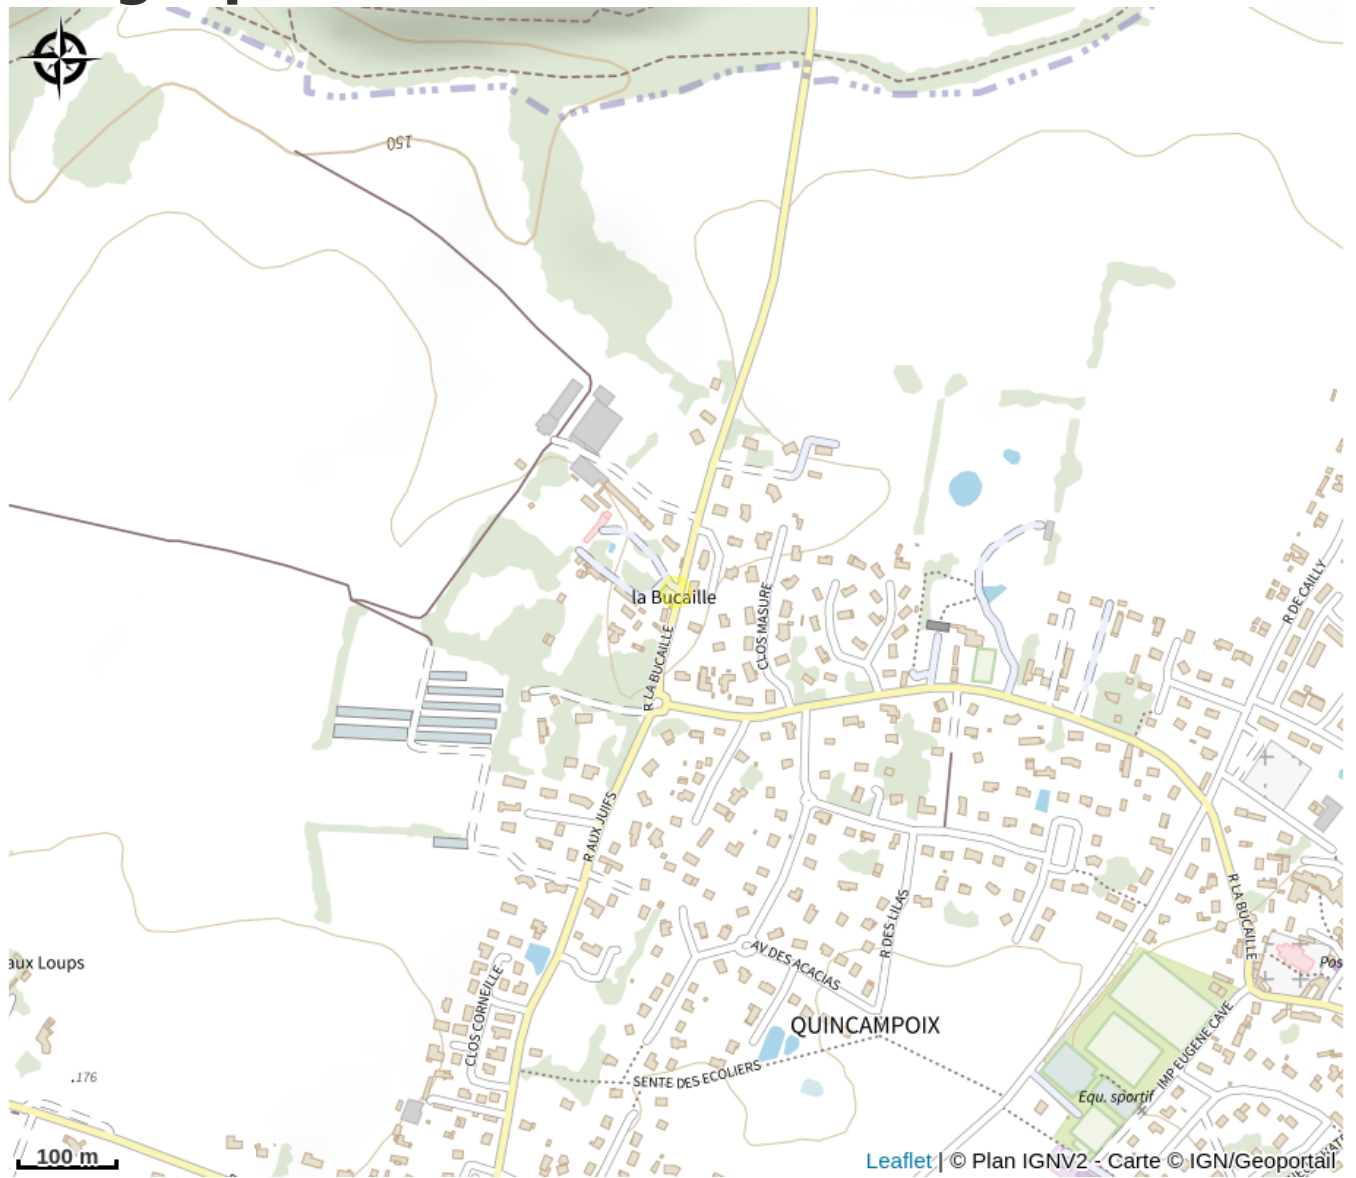 150
la Bucaille
CLOS MASURE
R LA BUCAILLE
R DE CAILLY
R AUX JUIFS
R LA BUCAILLE
R DES LILAS
AV DES ACACIAS
aux Loups
Pos
CLOS CORNEILLE
QUINCAMPOIX
IMP EUGENE CAVE
SENTE DES ECOLIERS
.176
Equ. sportif
100 m
Leaflet | © Plan IGNV2 - Carte © IGN/Geoportail